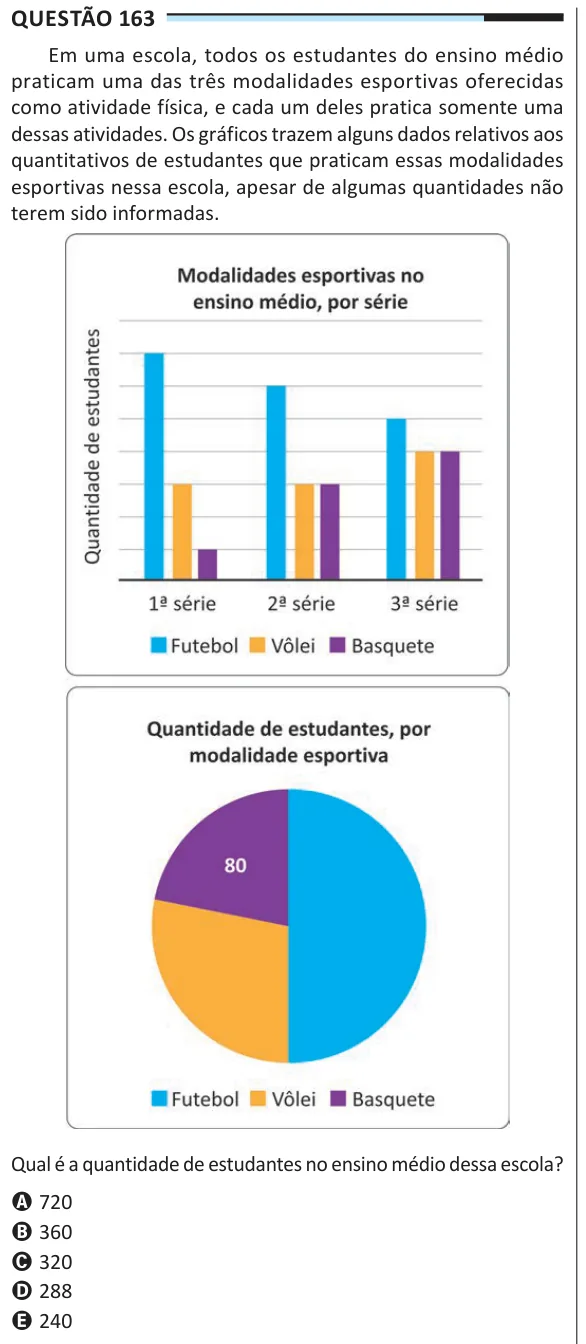 QUESTÃO 163
Em uma escola, todos os estudantes do ensino médio
praticam uma das três modalidades esportivas oferecidas
como atividade física, e cada um deles pratica somente uma
dessas atividades. Os gráficos trazem alguns dados relativos aos
quantitativos de estudantes que praticam essas modalidades
esportivas nessa escola, apesar de algumas quantidades não
terem sido informadas.
Modalidades esportivas no
ensino médio, por série
Quantidade de estudantes
1ª série 2ª série 3ª série
Futebol Vôlei Basquete
Quantidade de estudantes, por
modalidade esportiva
80
Futebol Vôlei Basquete
Qual é a quantidade de estudantes no ensino médio dessa escola?
A 720
B 360
C 320
D 288
E 240